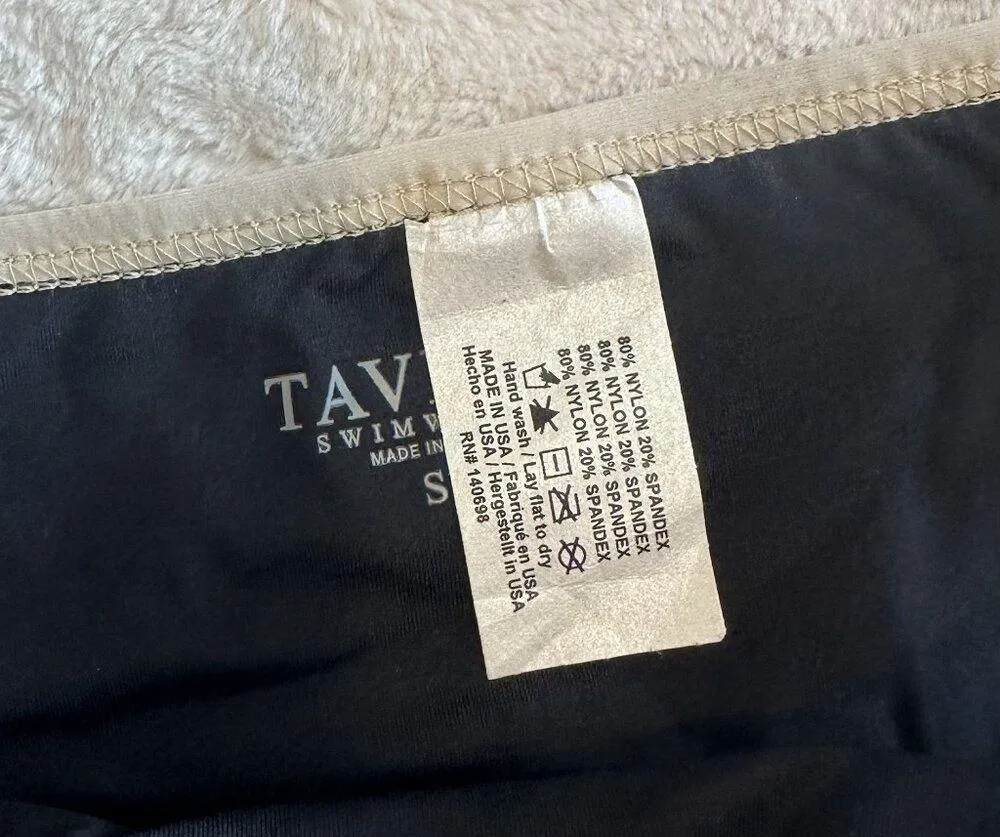 TAV
SWIMW
MADE IN
S
80% NYLON 20% SPANDEX
80% NYLON 20% SPANDEX
80% NYLON 20% SPANDEX
80% NYLON 20% SPANDEX
Hand wash / Lay flat to dry
MADE IN USA / Fabriqué en USA
Hecho en USA / Hergestellt in USA
RN# 140698